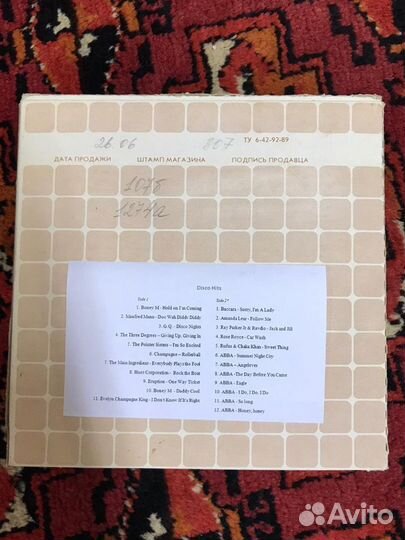 26.06 807 ТУ 6-42-92-89
ДАТА ПРОДАЖИ ШТАМП МАГАЗИНА ПОДПИСЬ ПРОДАВЦА
107б
1274а
Disco Hits
Side 1
1. Boney M - Hold on I'm Coming
2. Manfred Mann - Doo Wah Diddy Diddy
3. G.Q. - Disco Nights
4. The Three Degrees – Giving Up, Giving In
5. The Pointer Sisters – I'm So Excited
6. Champagne – Rollerball
7. The Main Ingredient - Everybody Plays the Fool
8. Hues Corporation - Rock the Boat
9. Eruption - One Way Ticket
10. Boney M - Daddy Cool
11. Evelyn Champagne King - I Don't Know If It's Right
Side 2
1. Baccara - Sorry, I'm A Lady
2. Amanda Lear - Follow Me
3. Ray Parker Jr & Raydio - Jack and Jill
4. Rose Royce - Car Wash
5. Rufus & Chaka Khan - Sweet Thing
6. ABBA - Summer Night City
7. ABBA – Angeleyes
8. ABBA -The Day Before You Came
9. ABBA - Eagle
10. ABBA - I Do, I Do, I Do
11. ABBA - So long
12. ABBA - Honey, honey
Avito